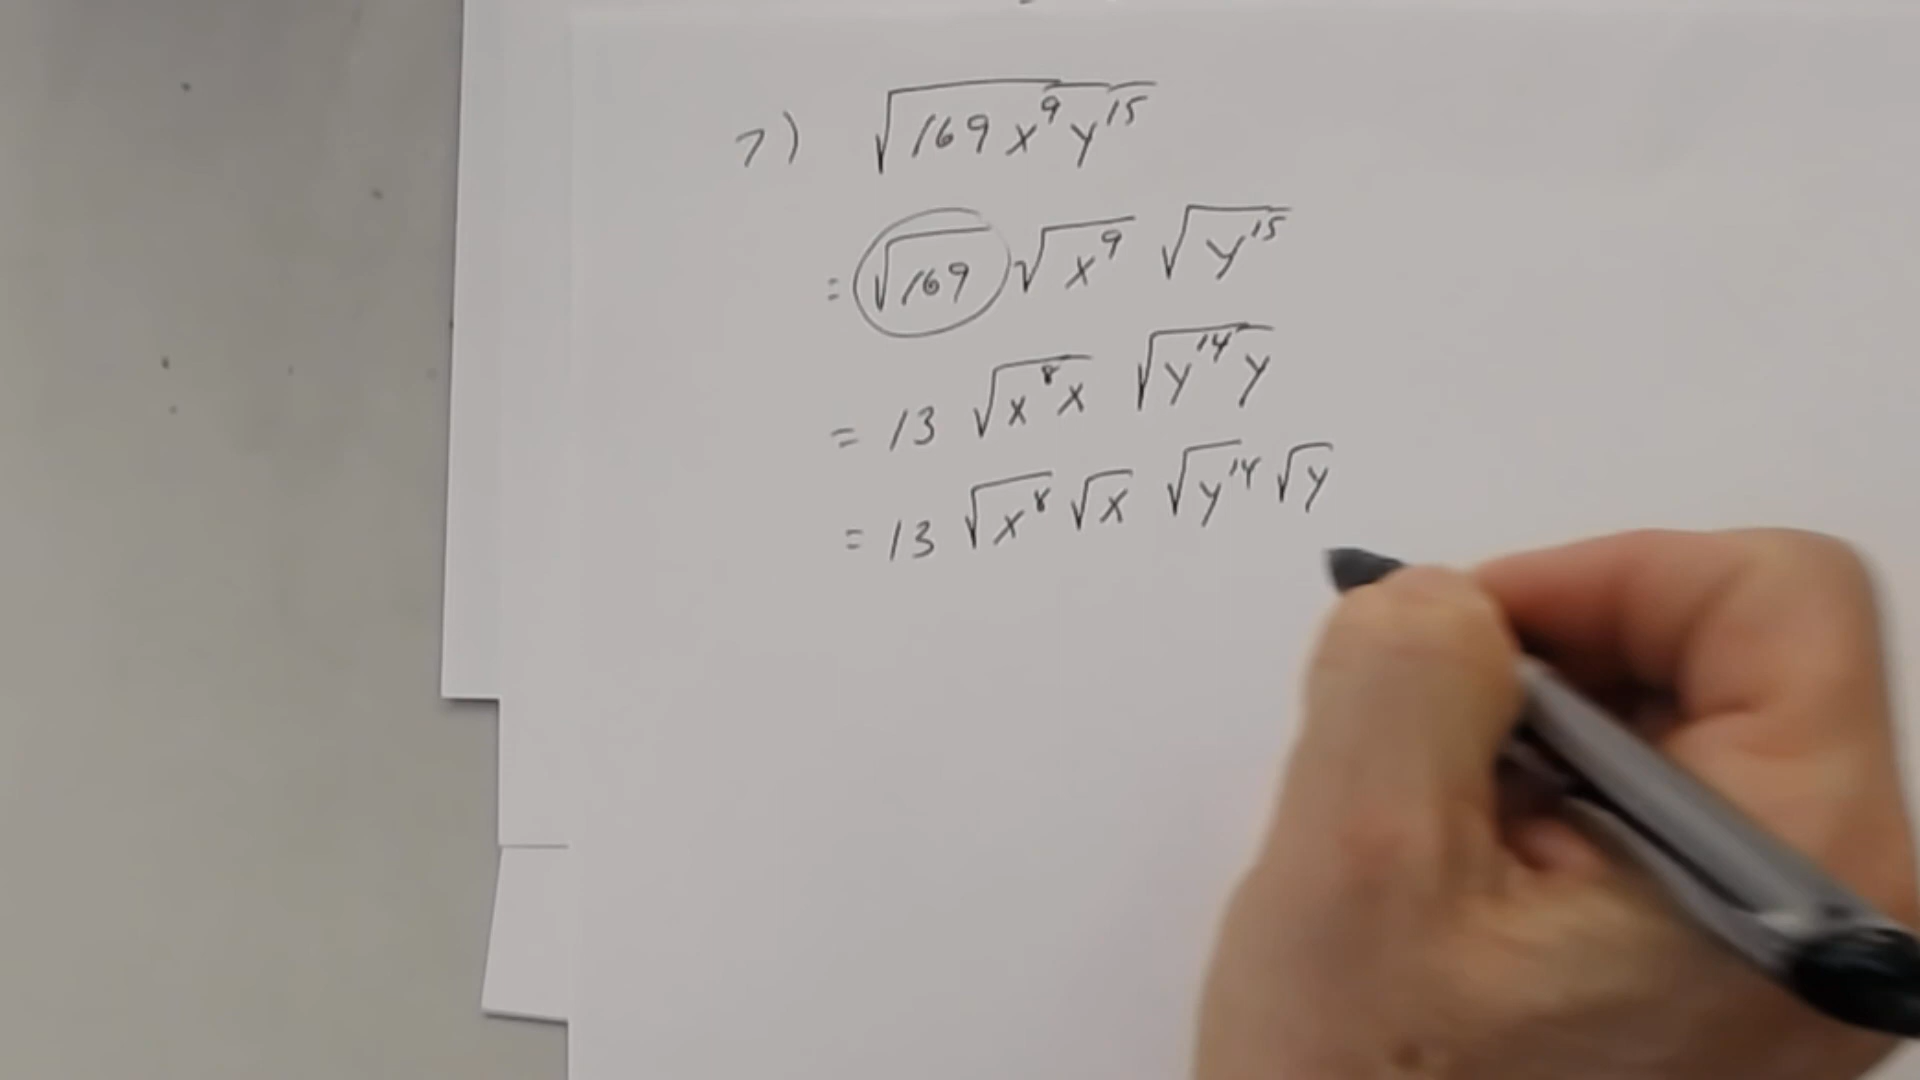 7) √169x⁹y¹⁵
= √169 √x⁹ √y¹⁵
= 13 √x⁸x √y¹⁴y
= 13 √x⁸ √x √y¹⁴ √y